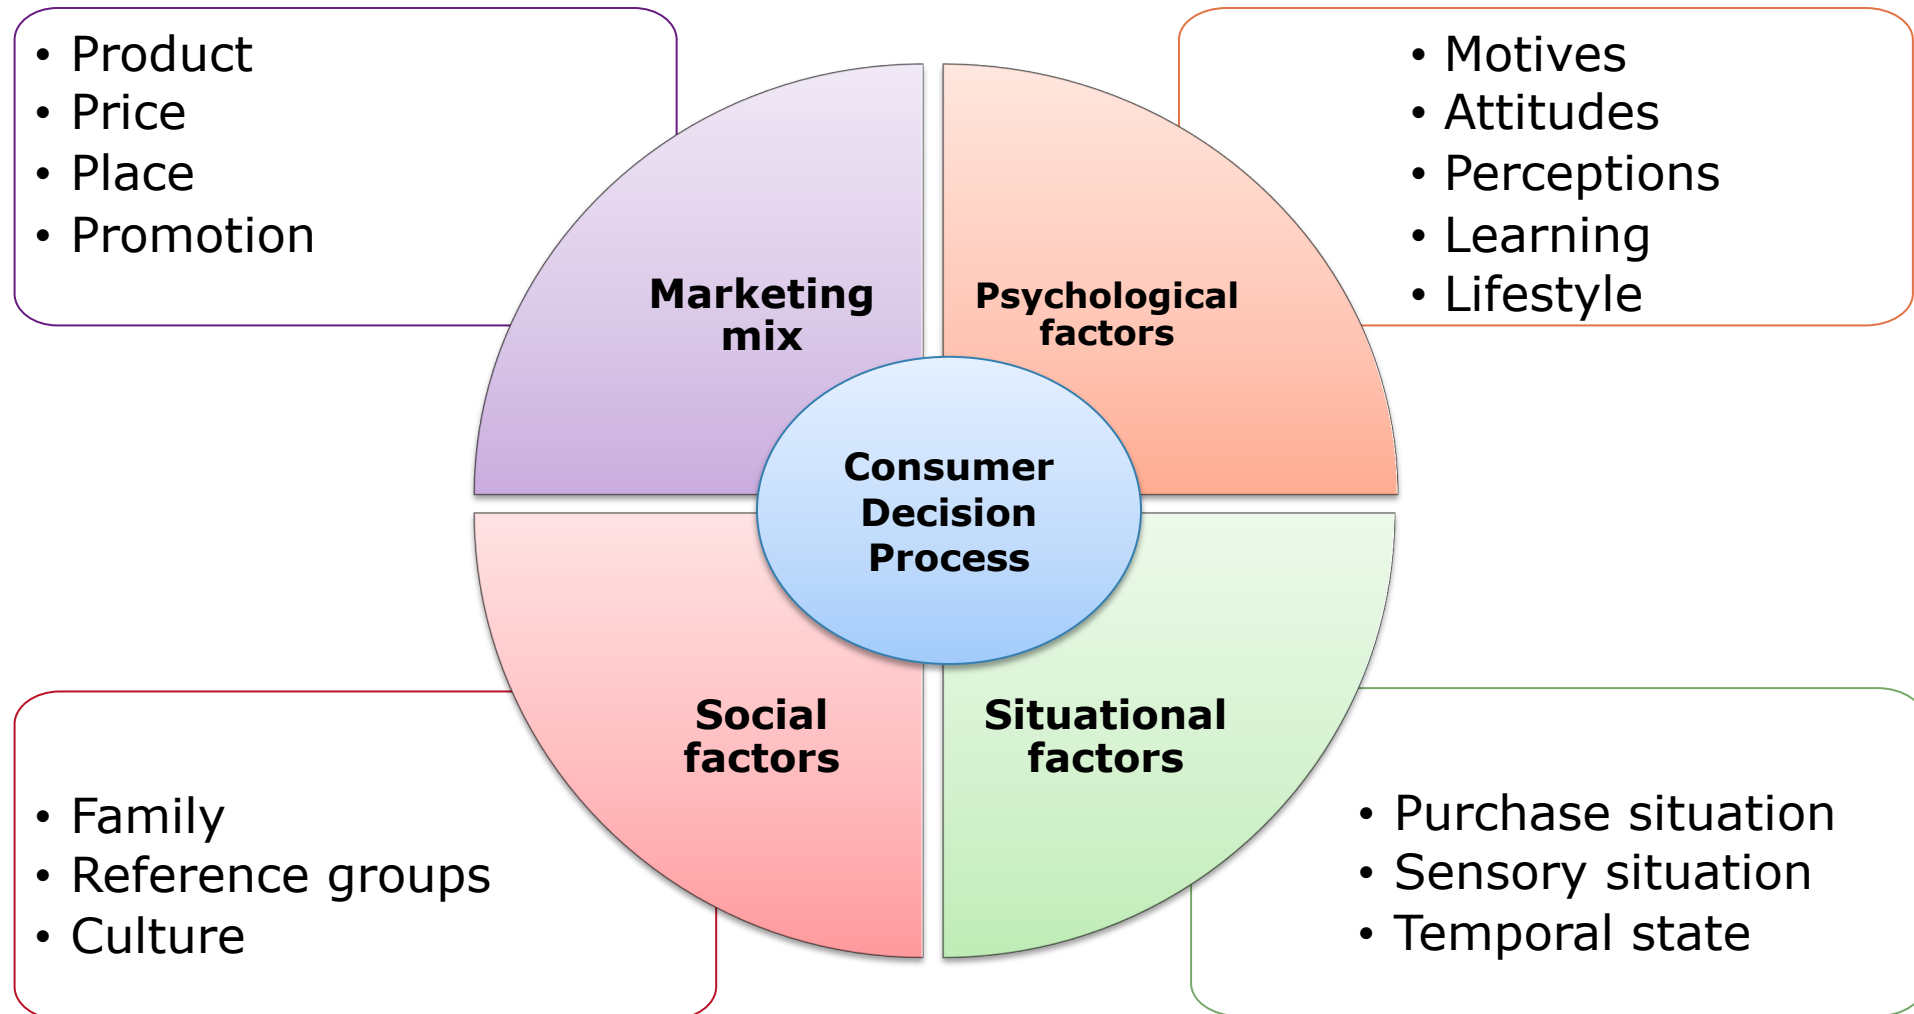 • Product
• Price
• Place
• Promotion
• Motives
• Attitudes
• Perceptions
• Learning
• Lifestyle
Marketing
mix
Psychological
factors
Consumer
Decision
Process
Social
factors
Situational
factors
• Family
• Reference groups
• Culture
• Purchase situation
• Sensory situation
• Temporal state